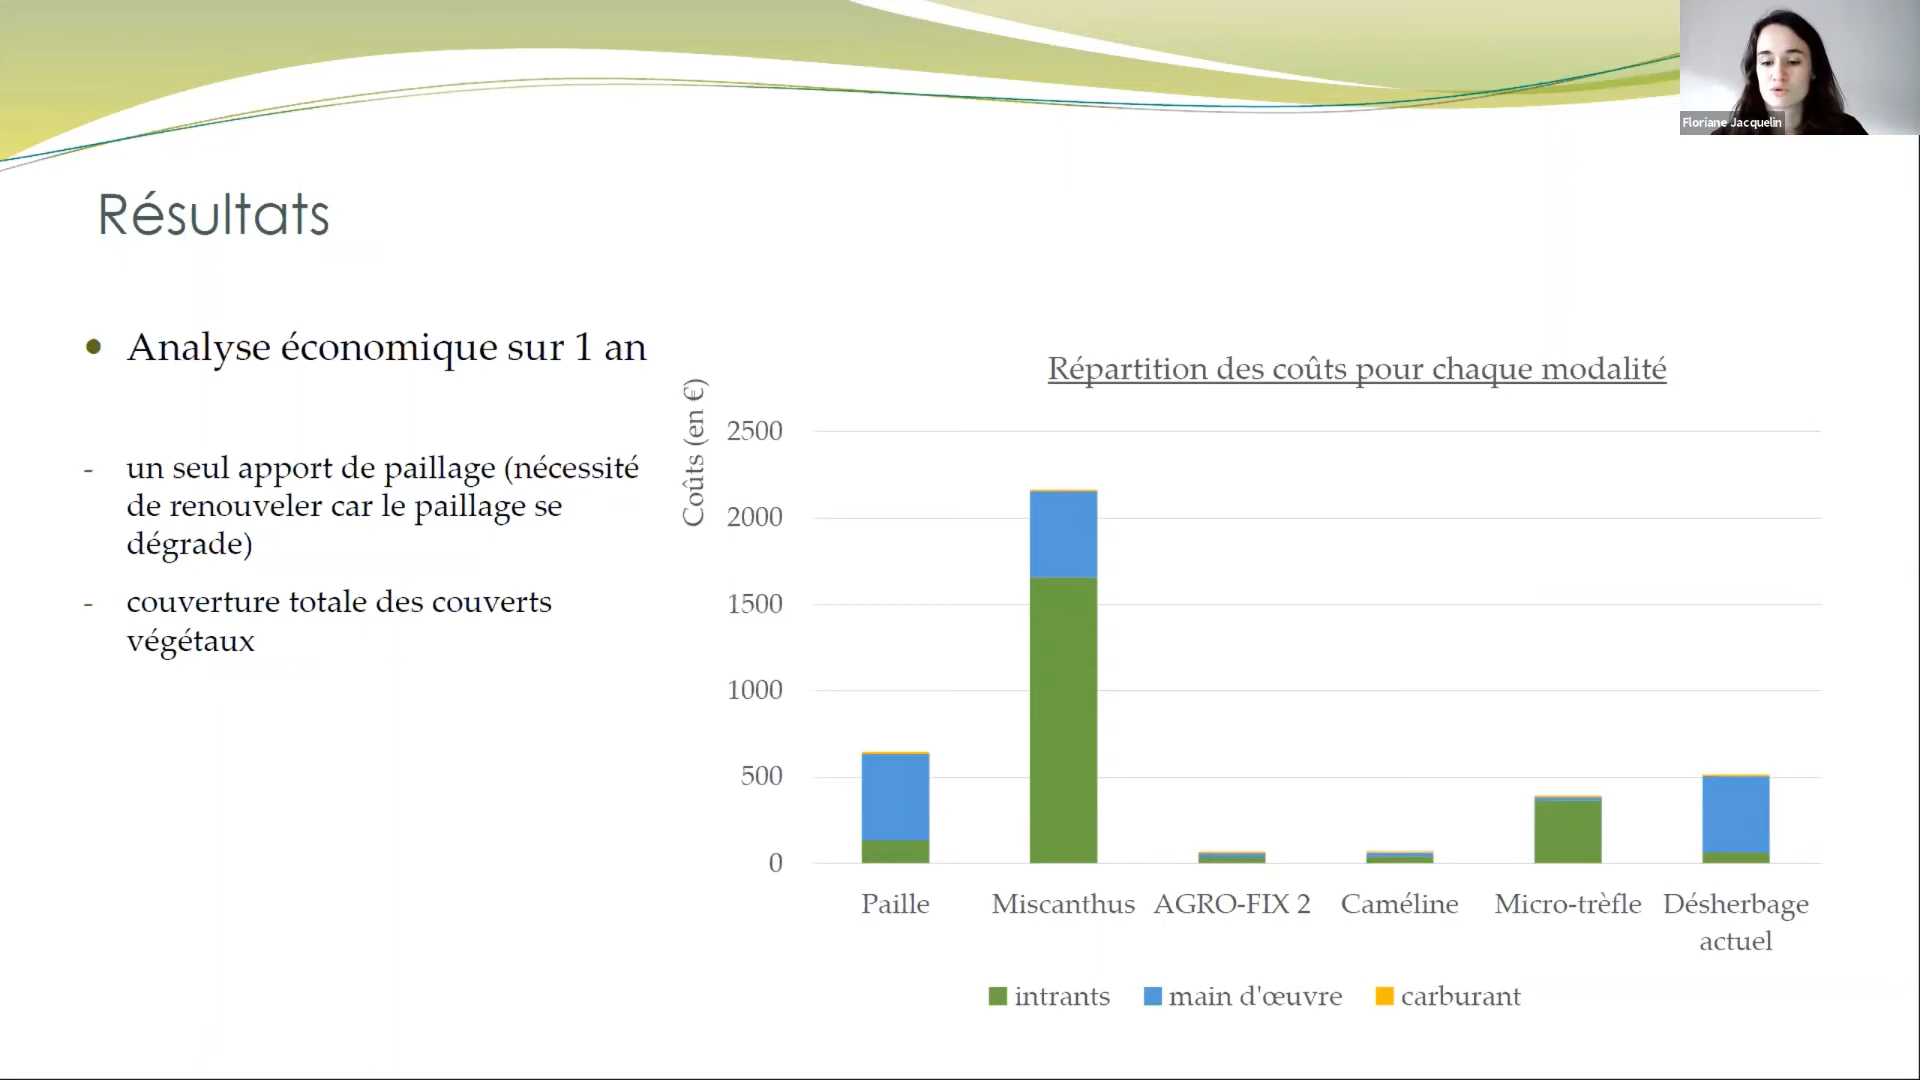 Floriane Jacquelin
Résultats
• Analyse économique sur 1 an
- un seul apport de paillage (nécessité
de renouveler car le paillage se
dégrade)
- couverture totale des couverts
végétaux
Répartition des coûts pour chaque modalité
Coûts (en €)
2500
2000
1500
1000
500
0
Paille
Miscanthus
AGRO-FIX 2
Caméline
Micro-trèfle
Désherbage
actuel
intrants
main d'œuvre
carburant